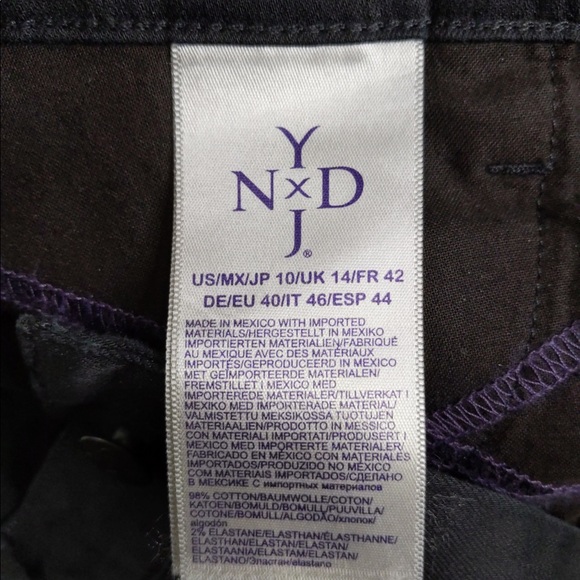 Y
N x D
J®
US/MX/JP 10/UK 14/FR 42
DE/EU 40/IT 46/ESP 44
MADE IN MEXICO WITH IMPORTED
MATERIALS/HERGESTELLT IN MEXIKO
IMPORTIERTEN MATERIALIEN/FABRIQUÉ
AU MEXIQUE AVEC DES MATÉRIAUX
IMPORTÉS/GEPRODUCEERD IN MEXICO
MET GEÏMPORTEERDE MATERIALEN/
FREMSTILLET I MEXICO MED
IMPORTEREDE MATERIALER/TILLVERKAT I
MEXIKO MED IMPORTERADE MATERIAL/
VALMISTETTU MEKSIKOSSA TUOTUJEN
MATERIAALIEN/PRODOTTO IN MESSICO
CON MATERIALI IMPORTATI/PRODUSERT I
MEXICO MED IMPORTERTE MATERIALER/
FABRICADO EN MÉXICO CON MATERIALES
IMPORTADOS/PRODUZIDO NO MÉXICO
COM MATERIAIS IMPORTADOS/СДЕЛАНО
В МЕКСИКЕ С импортных материалов
98% COTTON/BAUMWOLLE/COTON/
KATOEN/BOMULD/BOMULL/PUUVILLA/
COTONE/BOMULL/ALGODÃO/хлопок/
algodón
2% ELASTANE/ELASTHAN/ÉLASTHANNE/
ELASTHAN/ELASTAN/ELASTAN/
ELASTAANIA/ELASTAM/ELASTAN/
ELASTANO/Эластан/elastano